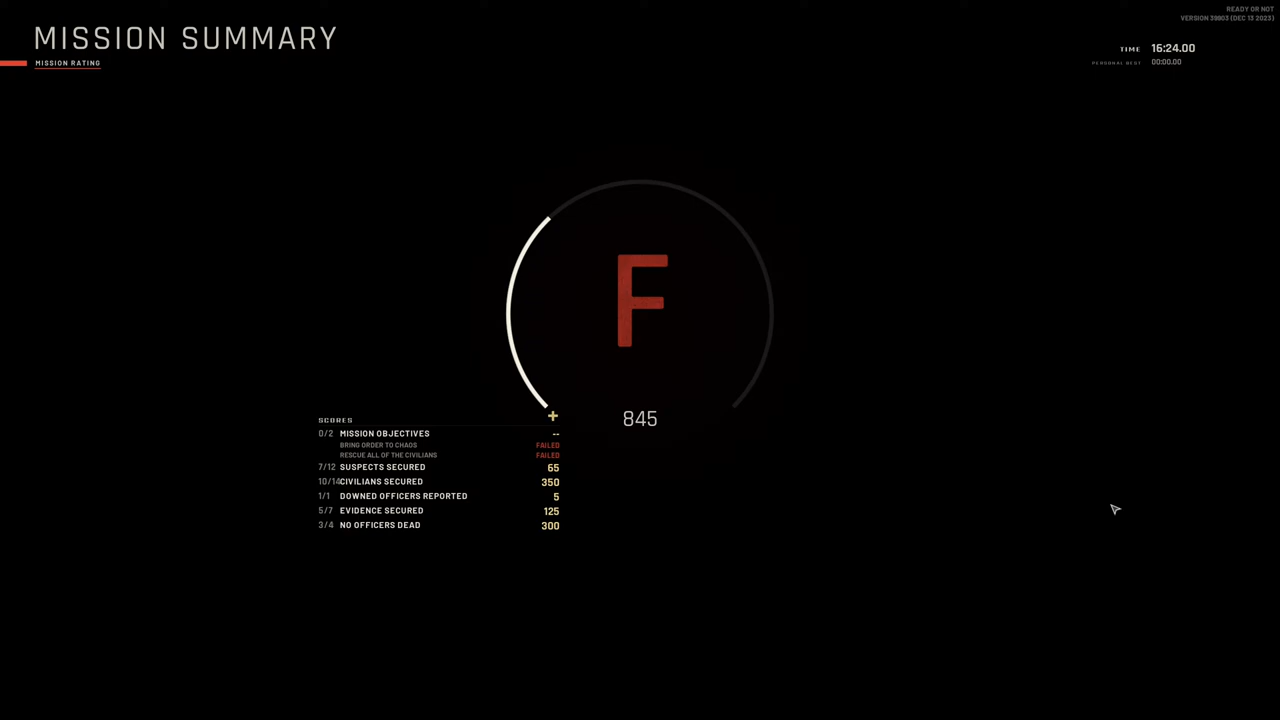 READY OR NOT
VERSION 39903 (DEC 13 2023)
MISSION SUMMARY
MISSION RATING
TIME 16:24.00
PERSONAL BEST 00:00.00
F
845
SCORES
0/2 MISSION OBJECTIVES --
BRING ORDER TO CHAOS FAILED
RESCUE ALL OF THE CIVILIANS FAILED
7/12 SUSPECTS SECURED 65
10/14 CIVILIANS SECURED 350
1/1 DOWNED OFFICERS REPORTED 5
5/7 EVIDENCE SECURED 125
3/4 NO OFFICERS DEAD 300